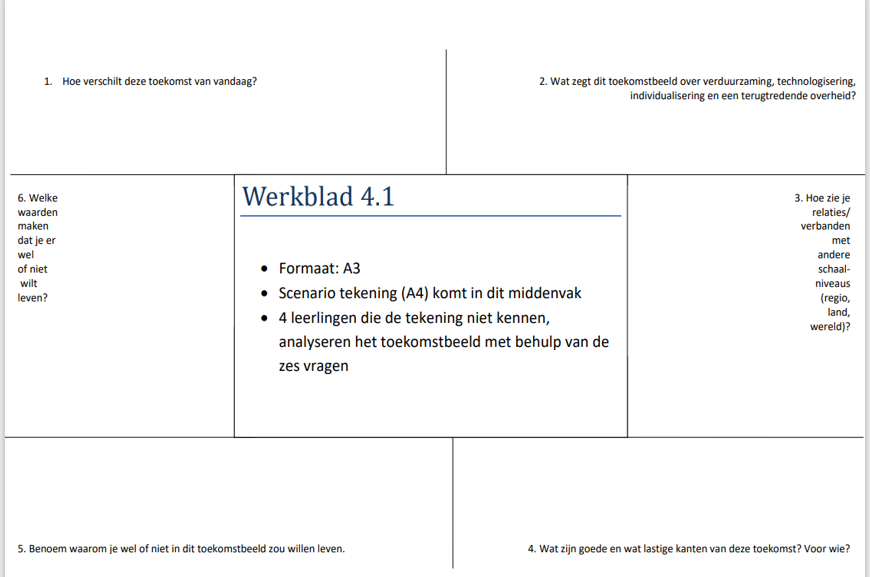 1. Hoe verschilt deze toekomst van vandaag?
2. Wat zegt dit toekomstbeeld over verduurzaming, technologisering,
individualisering en een terugtredende overheid?
6. Welke
waarden
maken
dat je er
wel
of niet
wilt
leven?
Werkblad 4.1
• Formaat: A3
• Scenario tekening (A4) komt in dit middenvak
• 4 leerlingen die de tekening niet kennen,
analyseren het toekomstbeeld met behulp van de
zes vragen
3. Hoe zie je
relaties/
verbanden
met
andere
schaal-
niveaus
(regio,
land,
wereld)?
5. Benoem waarom je wel of niet in dit toekomstbeeld zou willen leven.
4. Wat zijn goede en wat lastige kanten van deze toekomst? Voor wie?